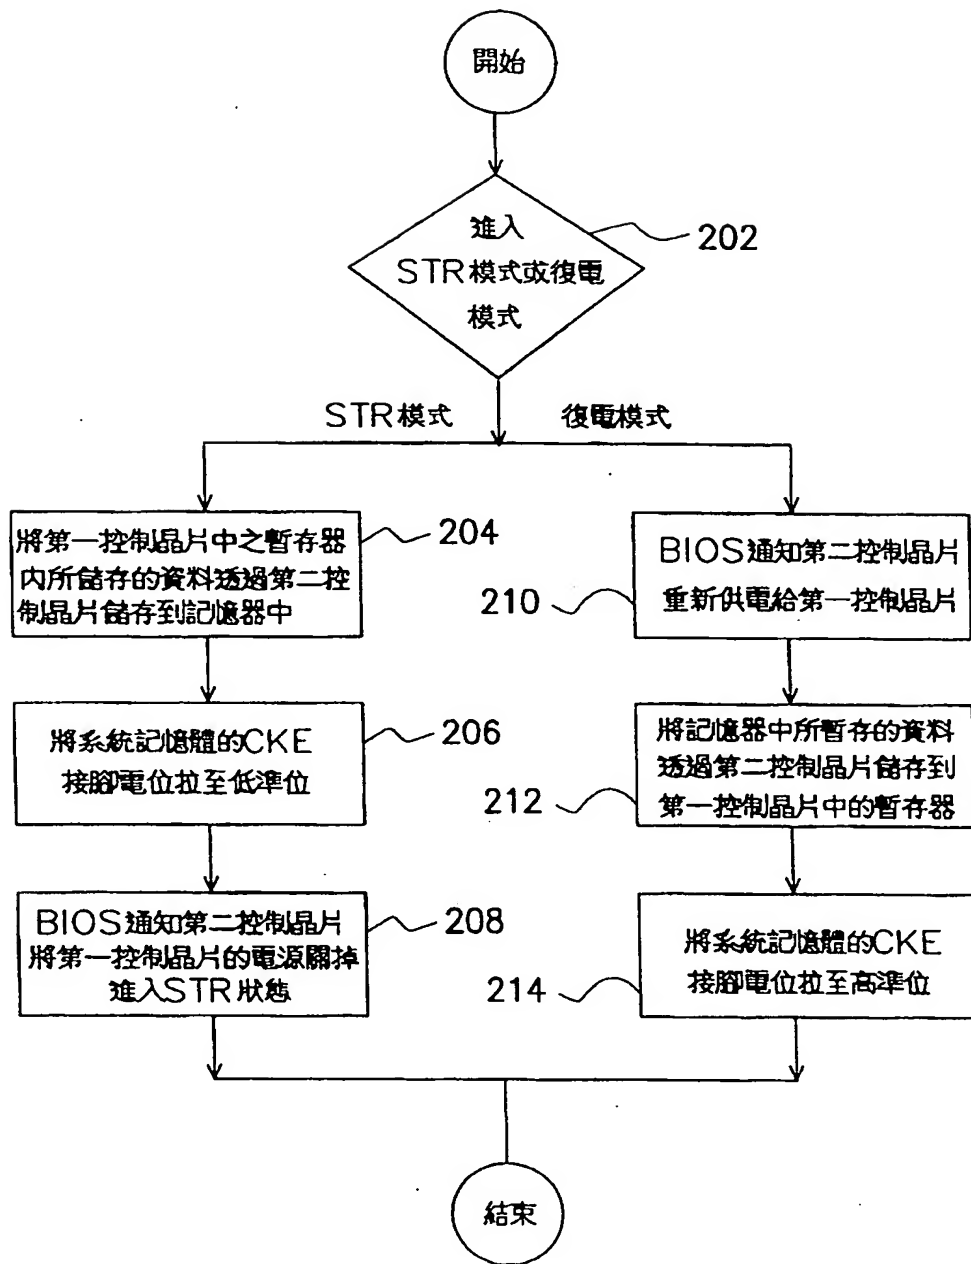 開始
進入
STR模式或復電
模式
202
STR模式
復電模式
將第一控制晶片中之暫存器
內所儲存的資料透過第二控
制晶片儲存到記憶器中
204
將系統記憶體的CKE
接腳電位拉至低準位
206
BIOS通知第二控制晶片
將第一控制晶片的電源關掉
進入STR狀態
208
BIOS通知第二控制晶片
重新供電給第一控制晶片
210
將記憶器中所暫存的資料
透過第二控制晶片儲存到
第一控制晶片中的暫存器
212
將系統記憶體的CKE
接腳電位拉至高準位
214
結束